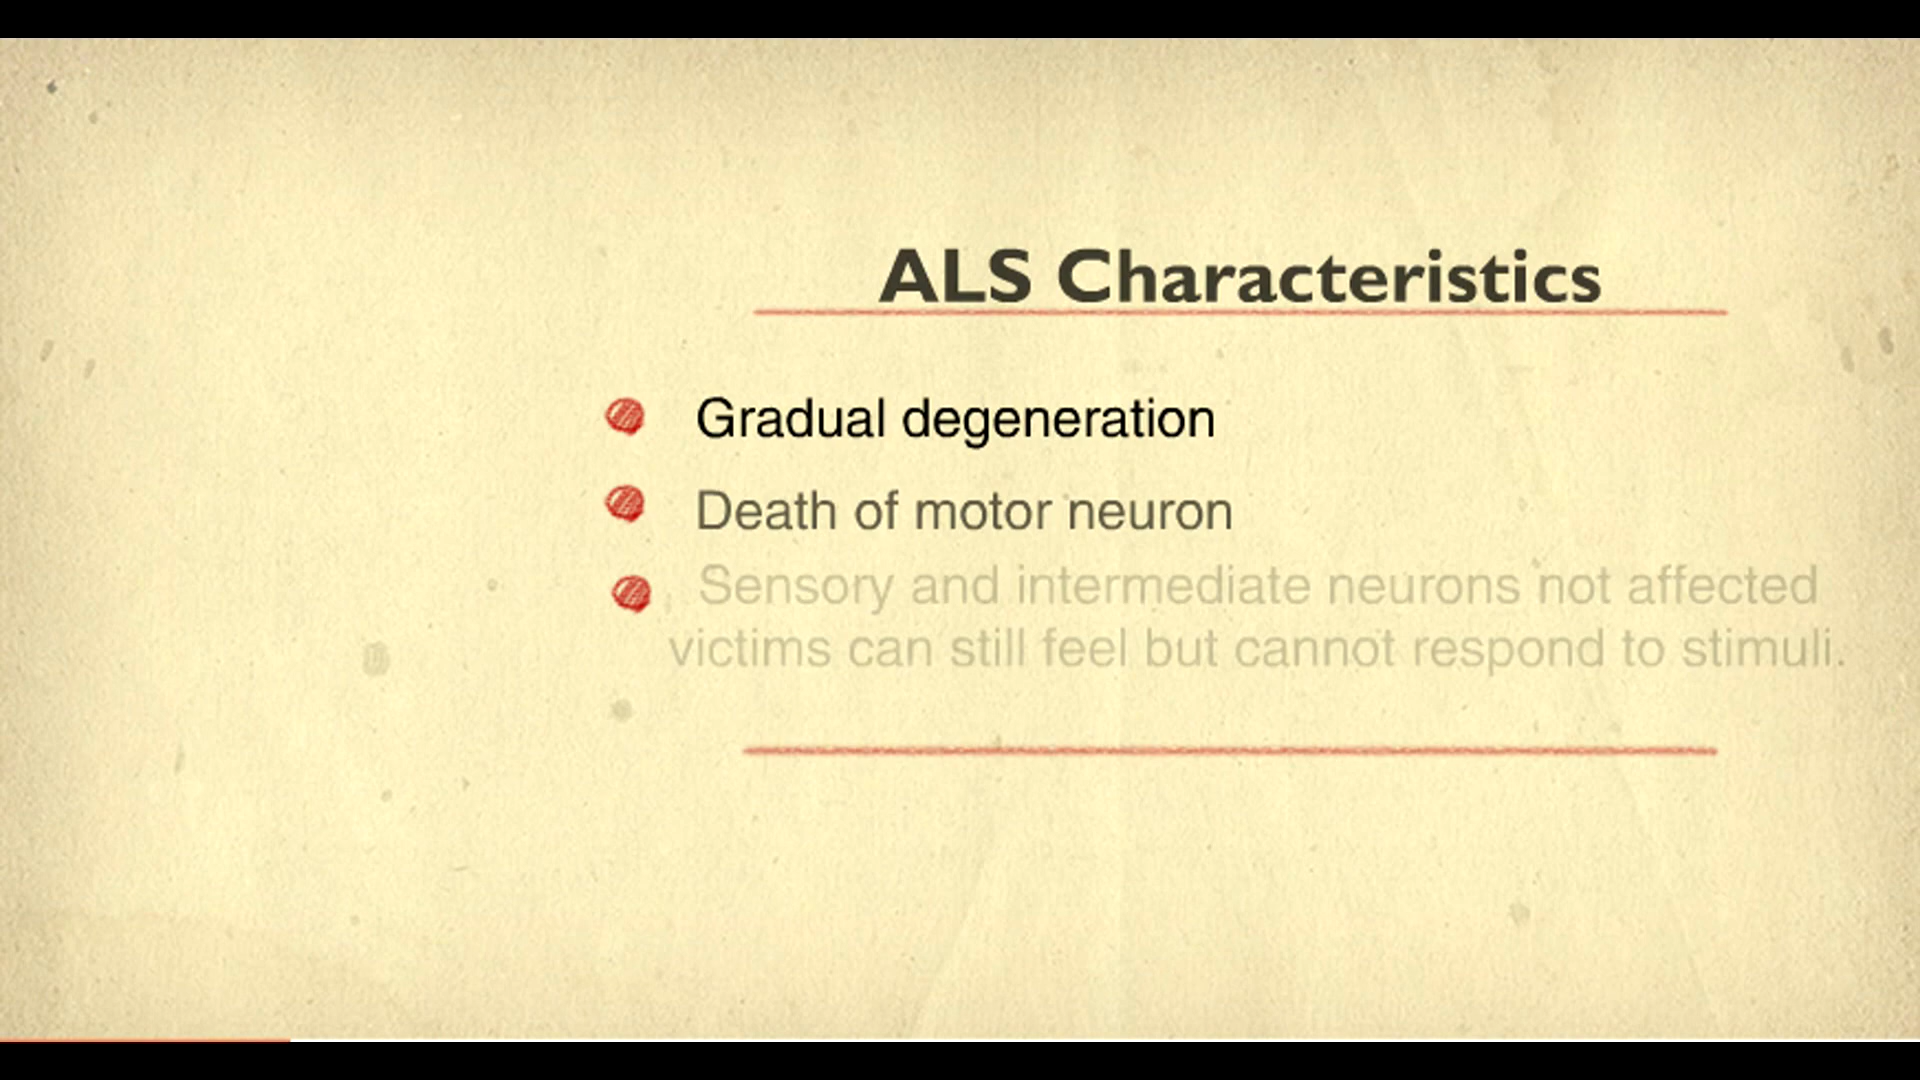 ALS Characteristics
Gradual degeneration
Death of motor neuron
Sensory and intermediate neurons not affected
victims can still feel but cannot respond to stimuli.